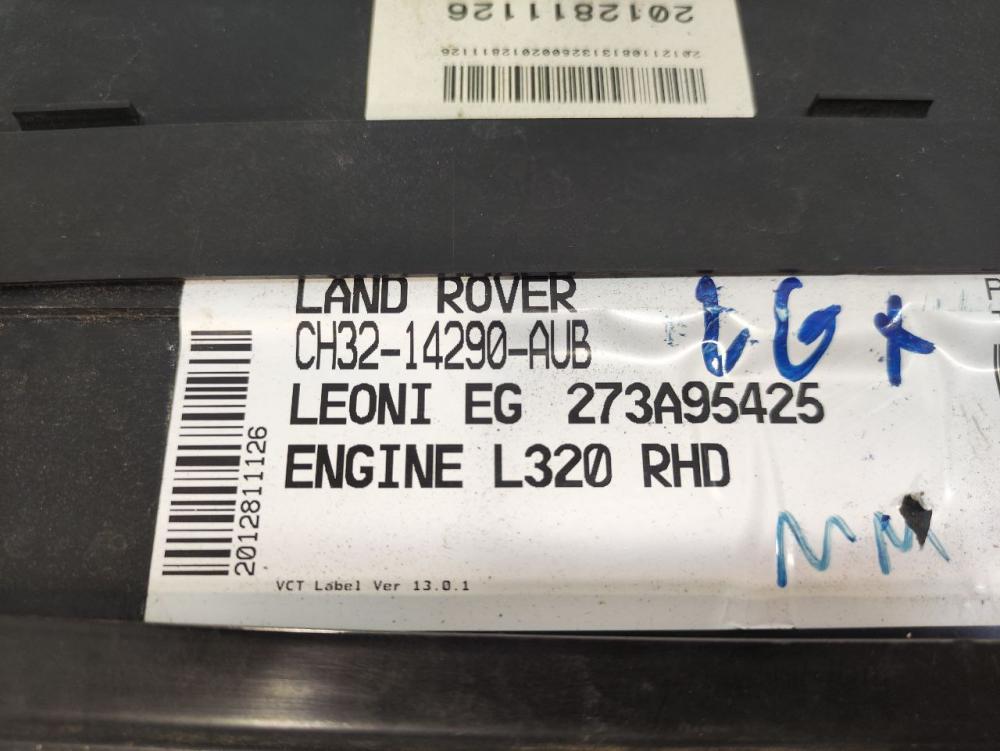 2012811126
LAND ROVER
CH32-14290-AUB
LEONI EG 273A95425
ENGINE L320 RHD
2012811126
VCT Label Ver 13.0.1
P